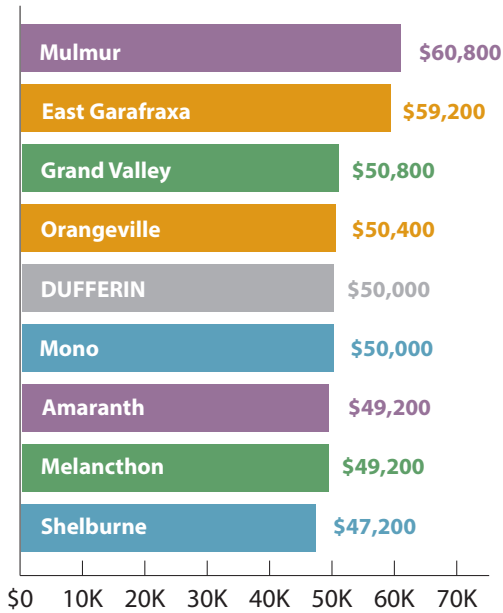 Mulmur $60,800
East Garafraxa $59,200
Grand Valley $50,800
Orangeville $50,400
DUFFERIN $50,000
Mono $50,000
Amaranth $49,200
Melancthon $49,200
Shelburne $47,200
$0 10K 20K 30K 40K 50K 60K 70K